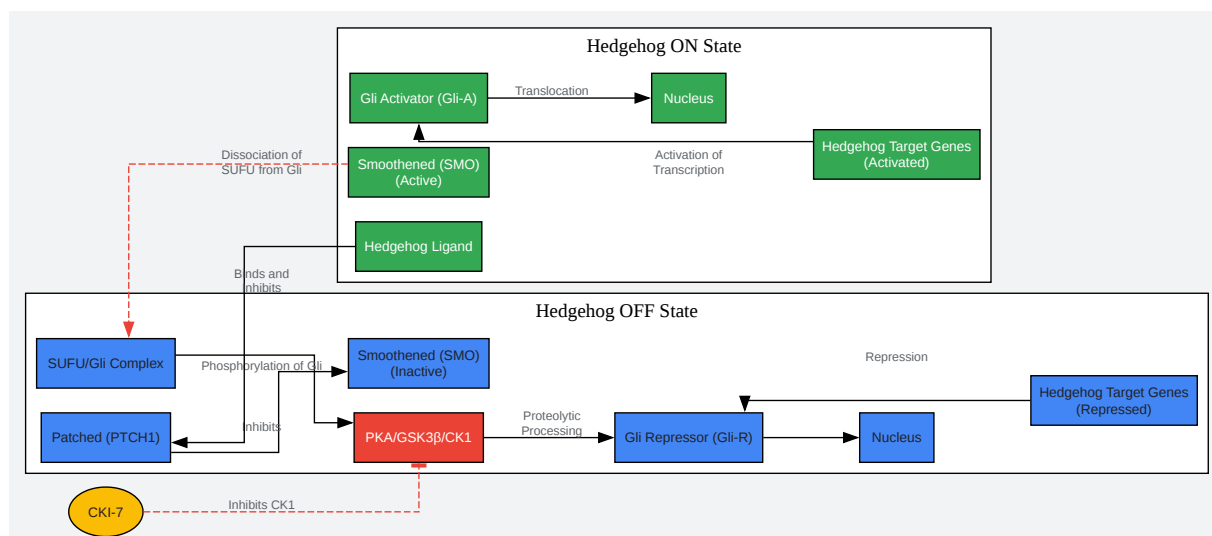 Hedgehog ON State
Gli Activator (Gli-A)
Translocation
Nucleus
Hedgehog Target Genes
(Activated)
Activation of
Transcription
Dissociation of
SUFU from Gli
Smoothened (SMO)
(Active)
Hedgehog Ligand
Binds and
Inhibits
Hedgehog OFF State
SUFU/Gli Complex
Phosphorylation of Gli
Smoothened (SMO)
(Inactive)
Repression
Hedgehog Target Genes
(Repressed)
Patched (PTCH1)
Inhibits
PKA/GSK3β/CK1
Proteolytic
Processing
Gli Repressor (Gli-R)
Nucleus
CKI-7
Inhibits CK1